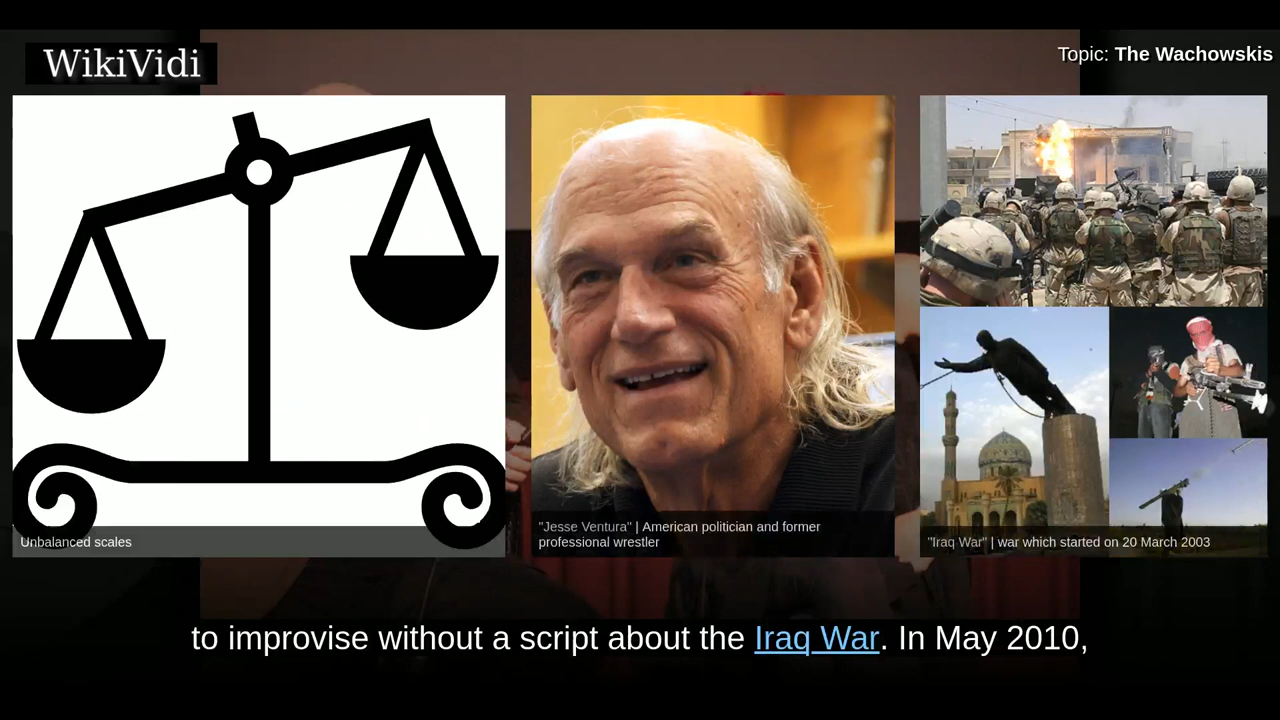 WikiVidi
Topic: The Wachowskis
Unbalanced scales
"Jesse Ventura" | American politician and former
professional wrestler
"Iraq War" | war which started on 20 March 2003
to improvise without a script about the Iraq War. In May 2010,